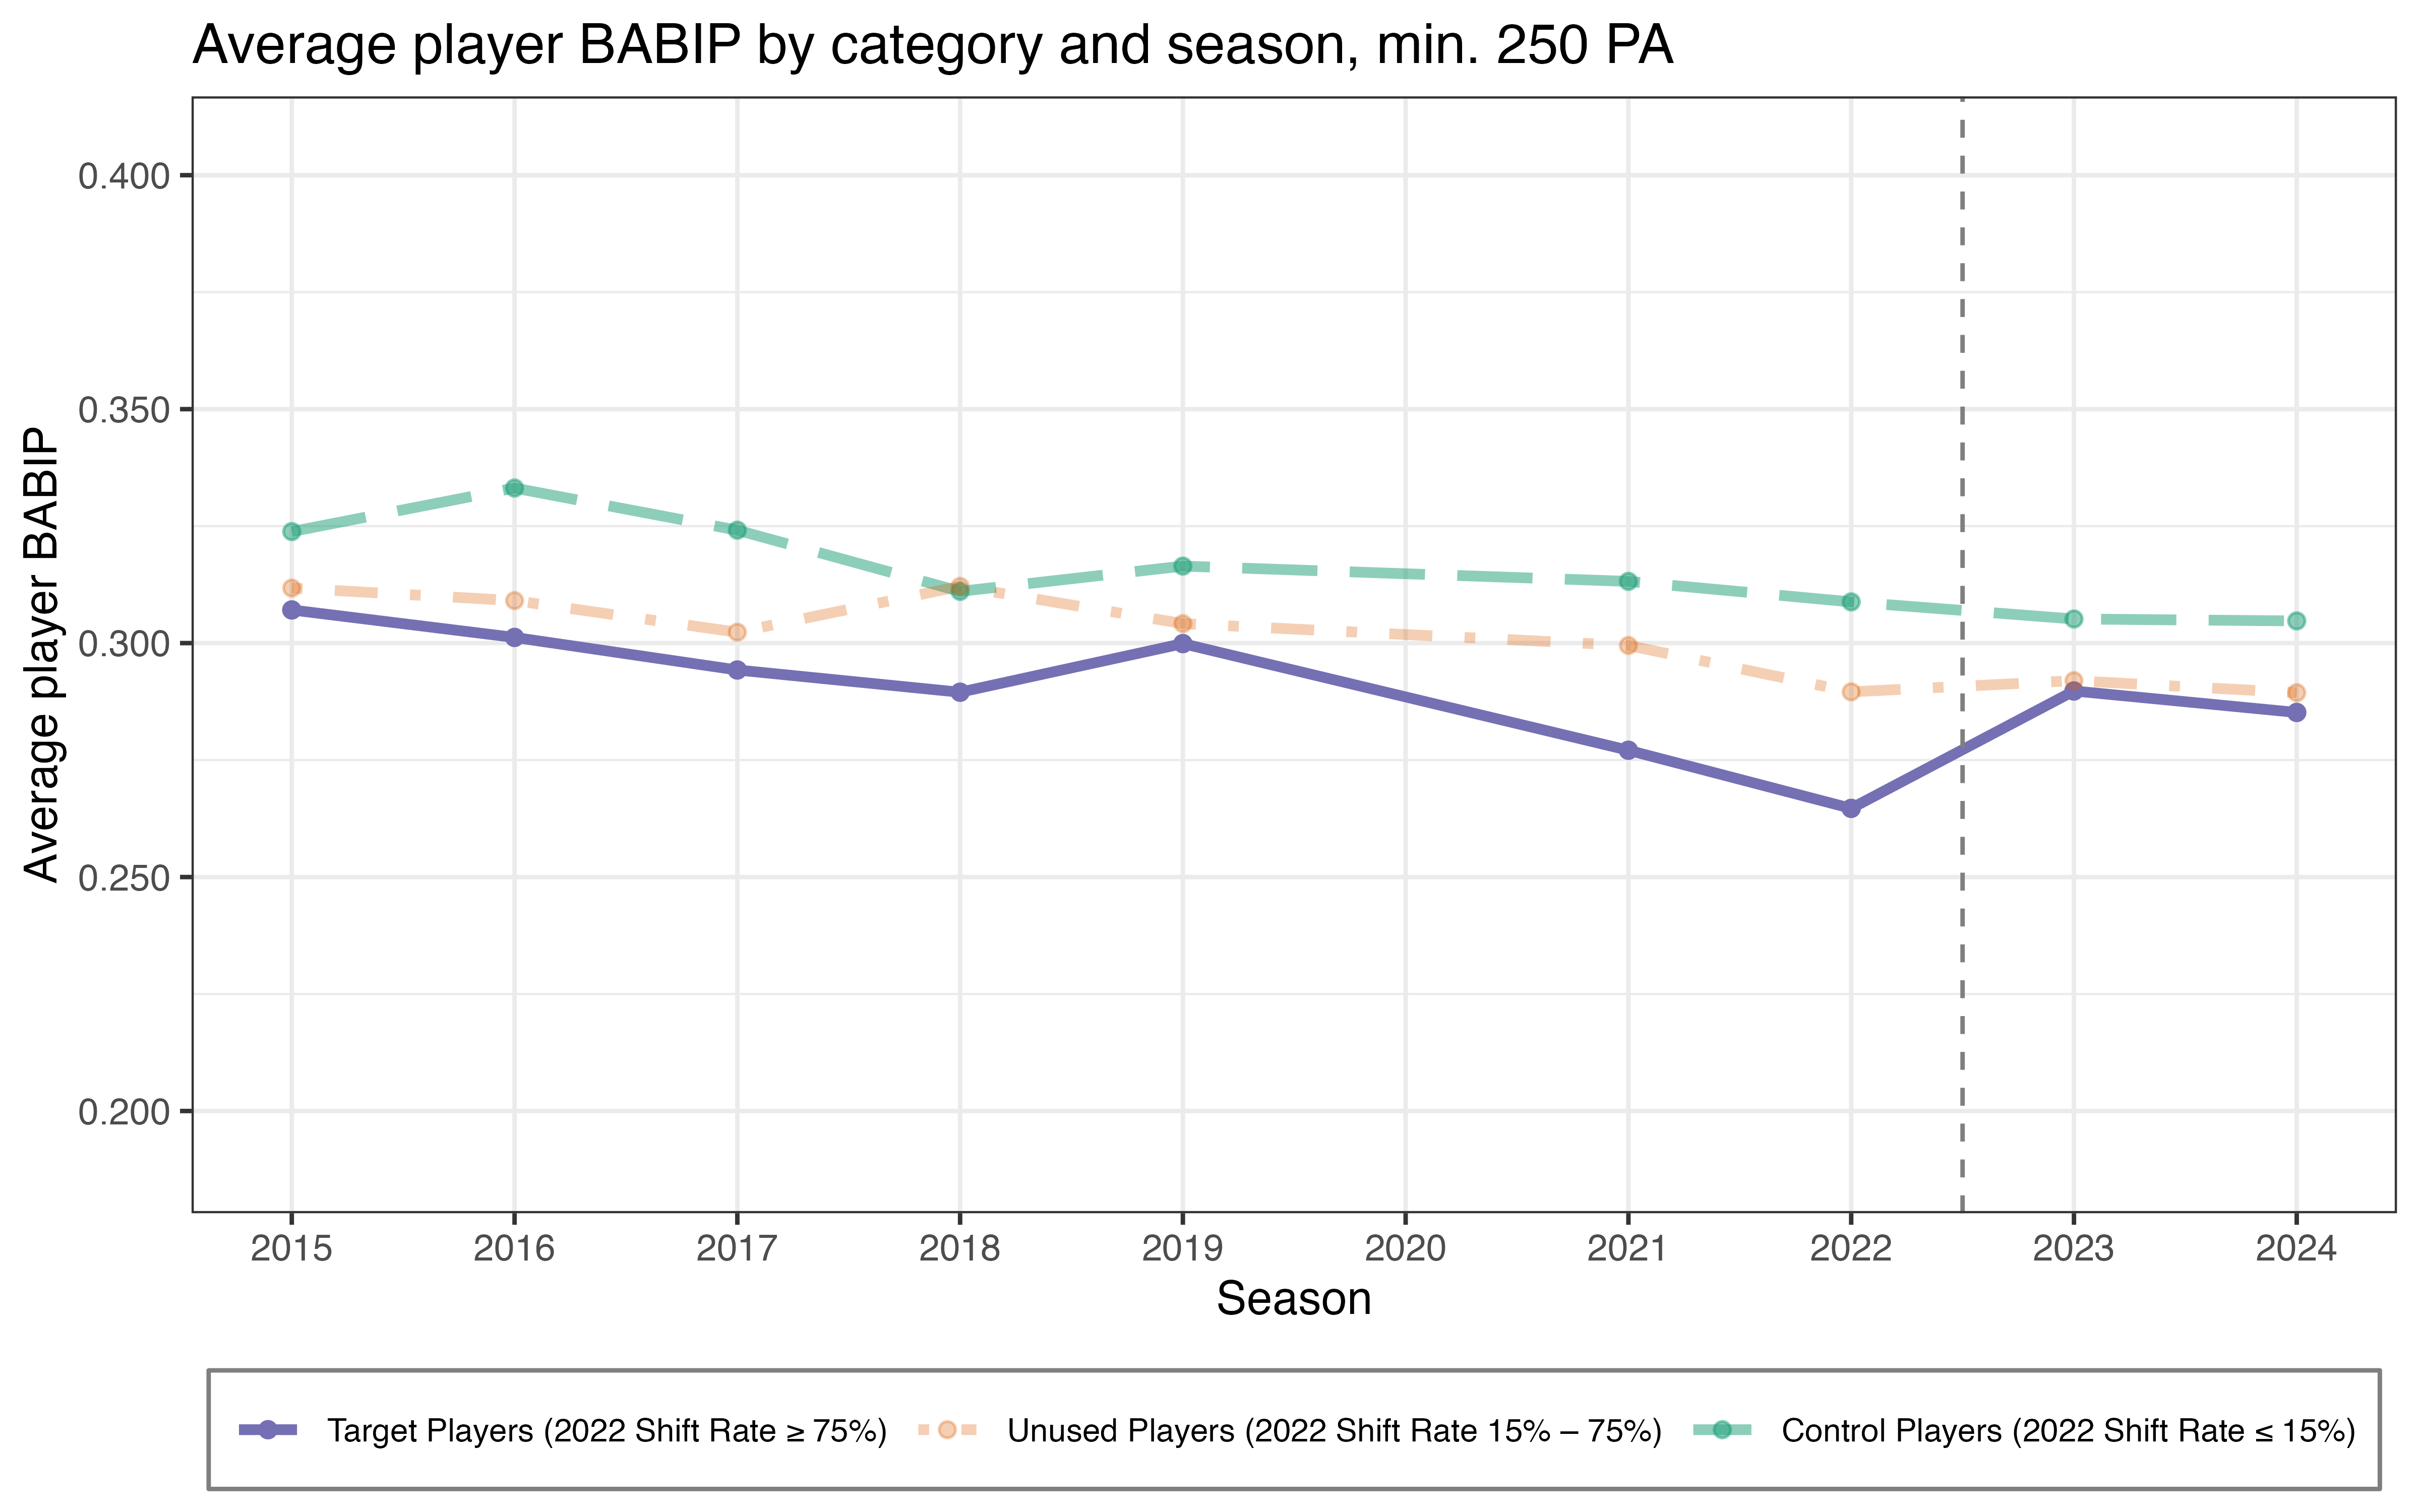 Average player BABIP by category and season, min. 250 PA
Average player BABIP
0.400
0.350
0.300
0.250
0.200
2015 2016 2017 2018 2019 2020 2021 2022 2023 2024
Season
Target Players (2022 Shift Rate ≥ 75%) Unused Players (2022 Shift Rate 15% – 75%) Control Players (2022 Shift Rate ≤ 15%)